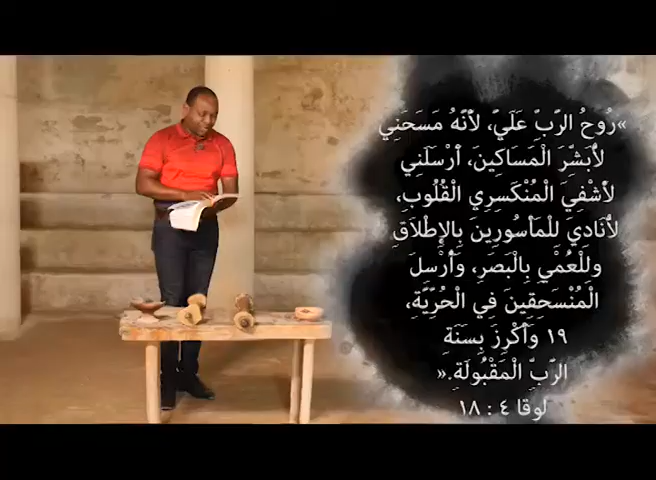 »رُوحُ الرَّبِّ عَلَيَّ، لأَنَّهُ مَسَحَنِي
لأُبَشِّرَ الْمَسَاكِينَ، أَرْسَلَنِي
لأَشْفِيَ الْمُنْكَسِرِي الْقُلُوبِ،
لأُنَادِيَ لِلْمَأْسُورِينَ بِالإِطْلاَقِ
ولِلْعُمْيِ بِالْبَصَرِ، وَأُرْسِلَ
الْمُنْسَحِقِينَ فِي الْحُرِّيَّةِ،
١٩ وَأَكْرِزَ بِسَنَةِ
الرَّبِّ الْمَقْبُولَةِ.«
لوقا ٤ : ١٨